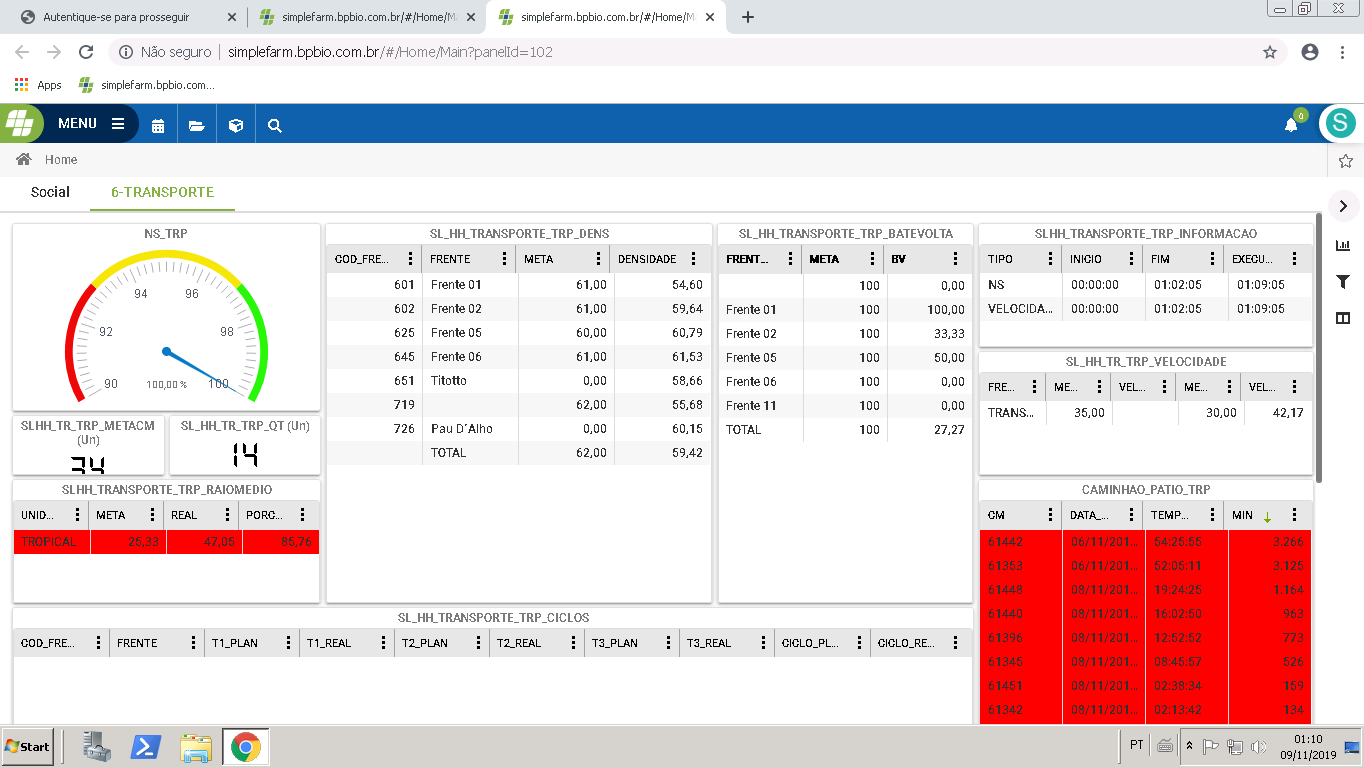 Autentique-se para prosseguir
simplefarm.bpbio.com.br/#/Home/M
simplefarm.bpbio.com.br/#/Home/M
Não seguro
simplefarm.bpbio.com.br/#/Home/Main?panelId=102
Apps
simplefarm.bpbio.com...
MENU
0
S
Home
Social
6-TRANSPORTE
NS_TRP
90
92
94
96
98
100
100,00 %
SLHH_TR_TRP_METACM (Un)
34
SL_HH_TR_TRP_QT (Un)
14
SLHH_TRANSPORTE_TRP_RAIOMEDIO
UNID... META REAL PORC...
TROPICAL 25,33 47,05 85,76
SL_HH_TRANSPORTE_TRP_DENS
COD_FRE... FRENTE META DENSIDADE
601 Frente 01 61,00 54,60
602 Frente 02 61,00 59,64
625 Frente 05 60,00 60,79
645 Frente 06 61,00 61,53
651 Titotto 0,00 58,66
719 62,00 55,68
726 Pau D´Alho 0,00 60,15
TOTAL 62,00 59,42
SL_HH_TRANSPORTE_TRP_BATEVOLTA
FRENT... META BV
100 0,00
Frente 01 100 100,00
Frente 02 100 33,33
Frente 05 100 50,00
Frente 06 100 0,00
Frente 11 100 0,00
TOTAL 100 27,27
SLHH_TRANSPORTE_TRP_INFORMACAO
TIPO INICIO FIM EXECU...
NS 00:00:00 01:02:05 01:09:05
VELOCIDA... 00:00:00 01:02:05 01:09:05
SL_HH_TR_TRP_VELOCIDADE
FRE... ME... VEL... ME... VEL...
TRANS... 35,00 30,00 42,17
CAMINHAO_PATIO_TRP
CM DATA_... TEMP... MIN
61442 06/11/201... 54:25:55 3.266
61353 06/11/201... 52:05:11 3.125
61448 08/11/201... 19:24:25 1.164
61440 08/11/201... 16:02:50 963
61396 08/11/201... 12:52:52 773
61345 08/11/201... 08:45:57 526
61451 08/11/201... 02:38:34 159
61342 08/11/201... 02:13:42 134
SL_HH_TRANSPORTE_TRP_CICLOS
COD_FRE... FRENTE T1_PLAN T1_REAL T2_PLAN T2_REAL T3_PLAN T3_REAL CICLO_PL... CICLO_RE...
Start
PT
01:10
09/11/2019